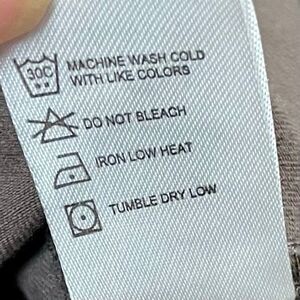 30C MACHINE WASH COLD
WITH LIKE COLORS
DO NOT BLEACH
IRON LOW HEAT
TUMBLE DRY LOW